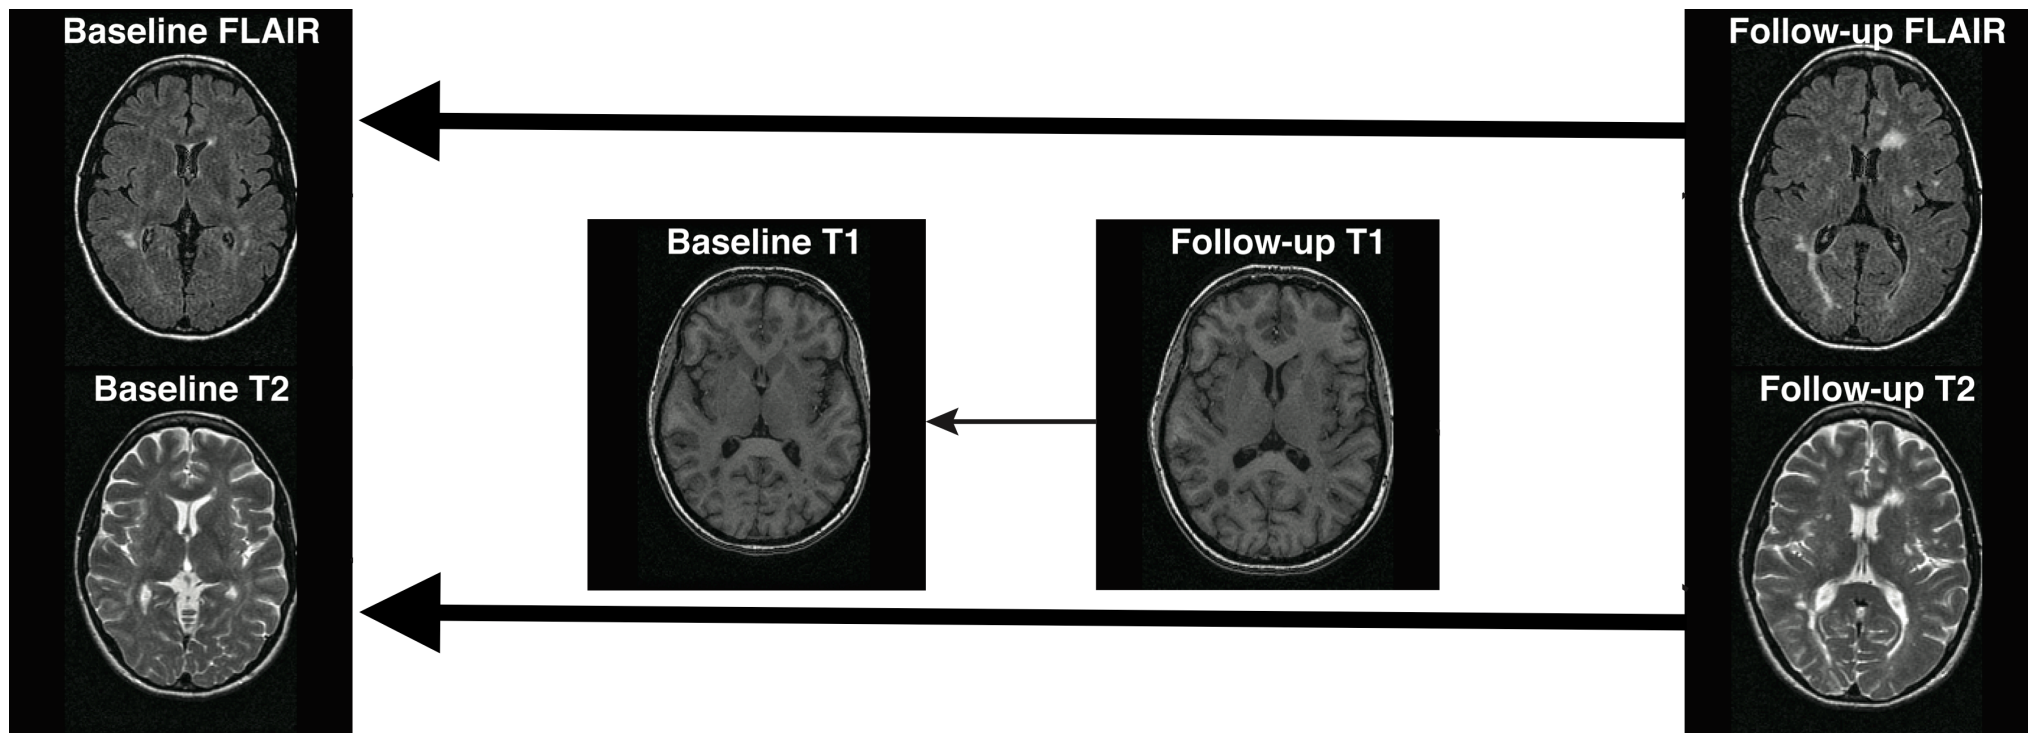 Baseline FLAIR
Follow-up FLAIR
Baseline T1
Follow-up T1
Baseline T2
Follow-up T2